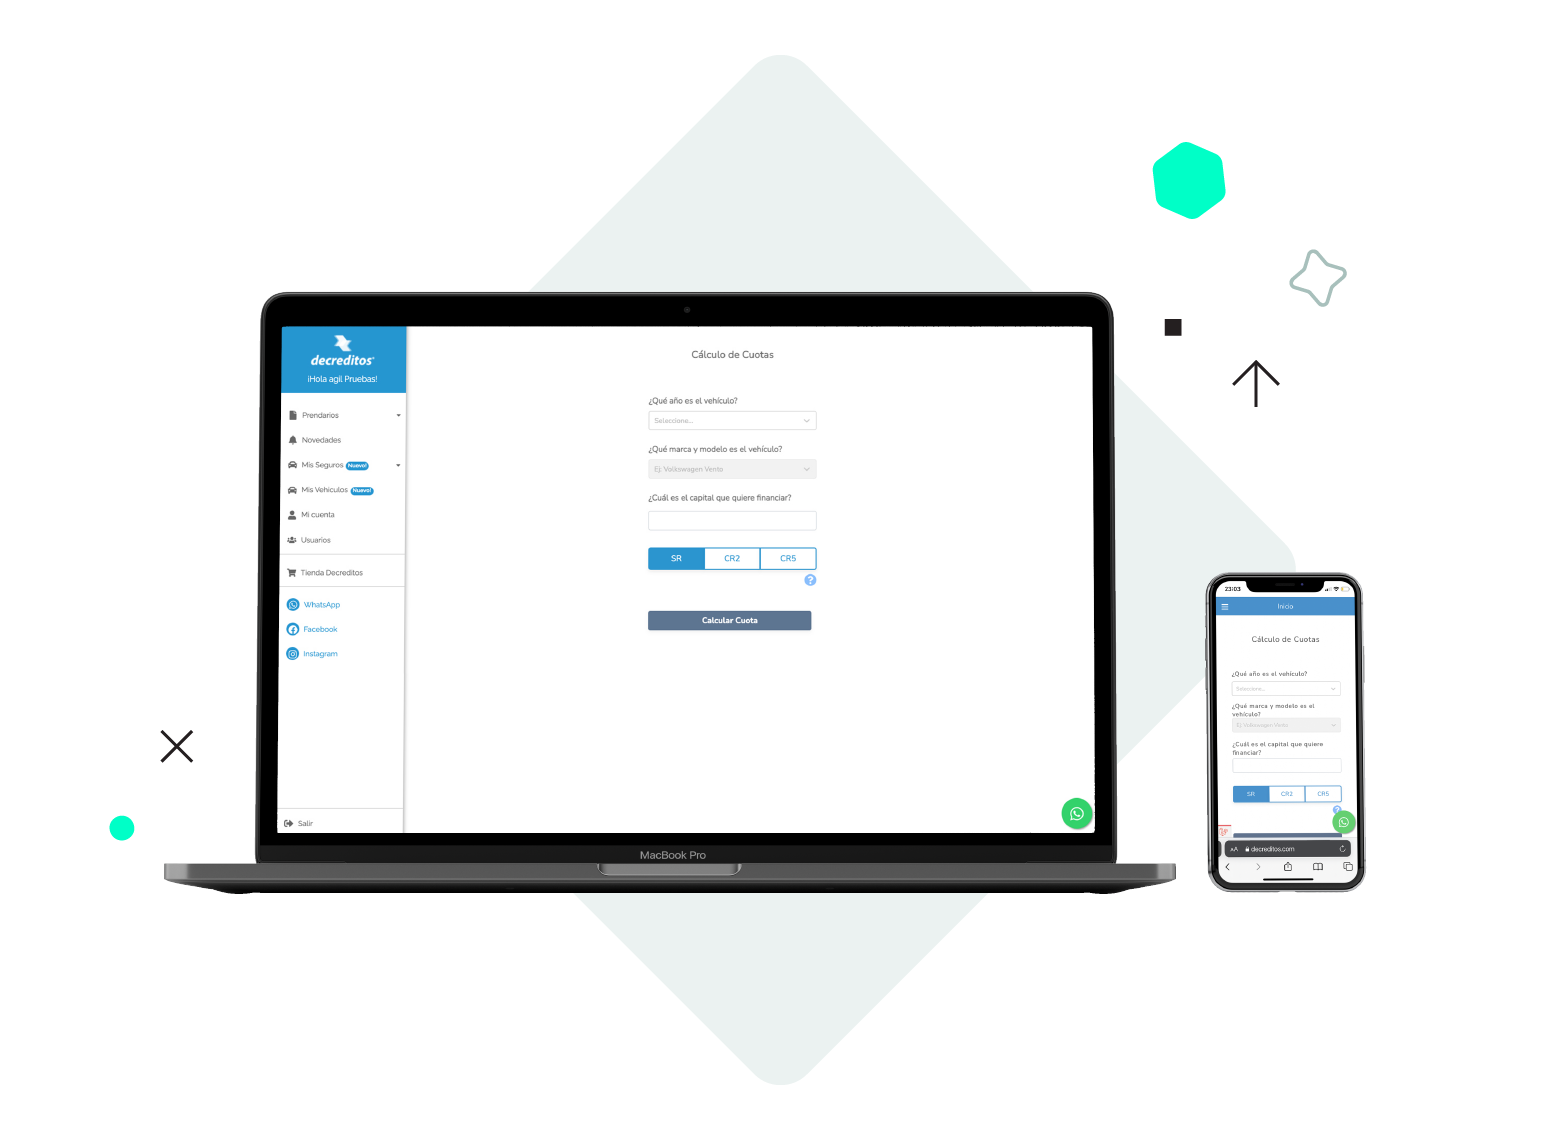 decreditos
¡Hola agil Pruebas!
Prendarios
Novedades
Mis Seguros Nuevo!
Mis Vehiculos Nuevo!
Mi cuenta
Usuarios
Tienda Decreditos
WhatsApp
Facebook
Instagram
Salir
Cálculo de Cuotas
¿Qué año es el vehículo?
Seleccione...
¿Qué marca y modelo es el vehículo?
Ej: Volkswagen Vento
¿Cuál es el capital que quiere financiar?
SR CR2 CR5
?
Calcular Cuota
MacBook Pro
23:03
Inicio
Cálculo de Cuotas
¿Qué año es el vehículo?
Seleccione...
¿Qué marca y modelo es el
vehículo?
Ej: Volkswagen Vento
¿Cuál es el capital que quiere
financiar?
SR CR2 CR5
?
AA decreditos.com